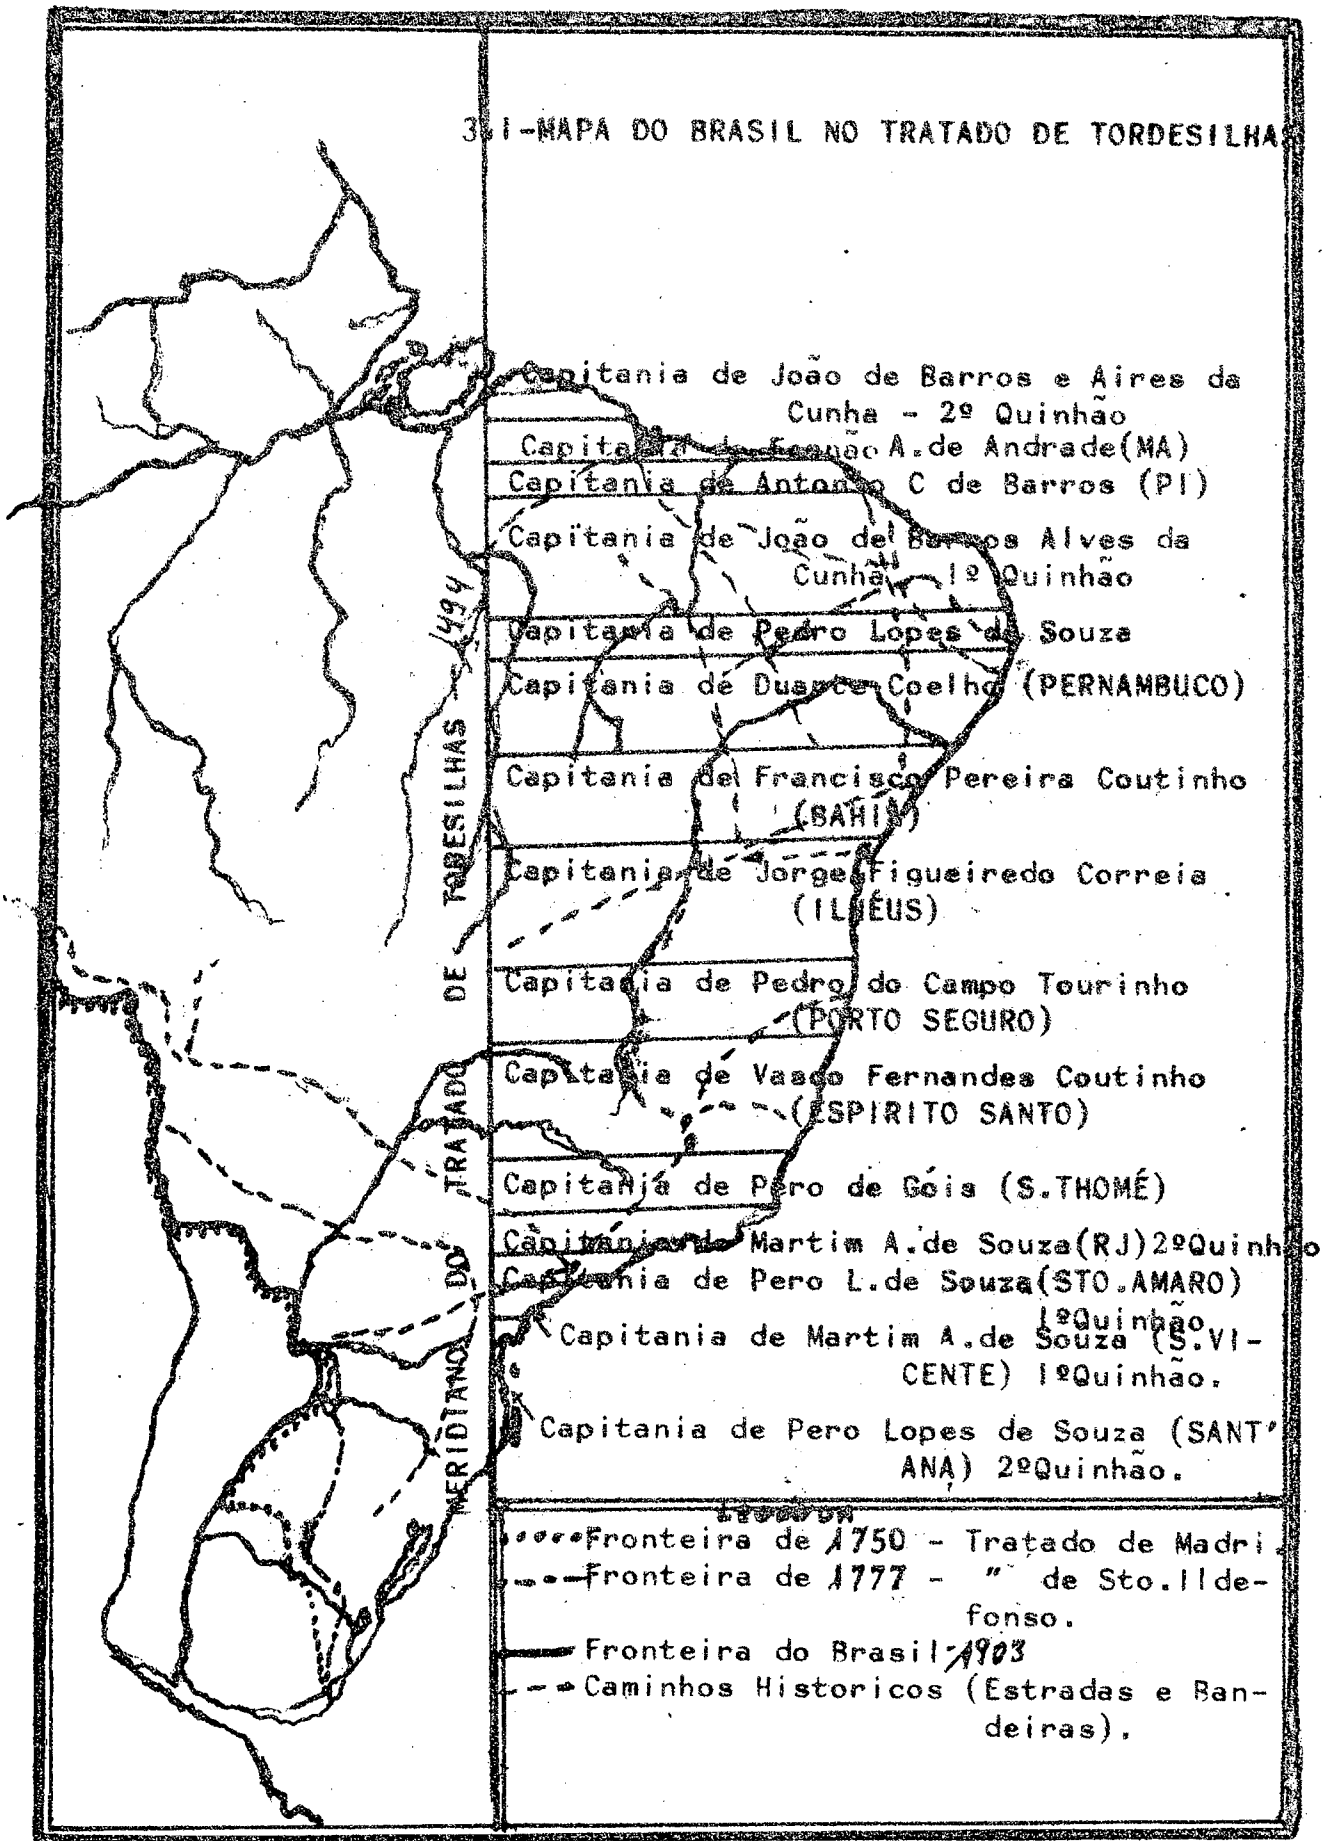 3.1-MAPA DO BRASIL NO TRATADO DE TORDESILHAS
Capitania de João de Barros e Aires da
Cunha - 2º Quinhão
Capitania de Fernão A. de Andrade(MA)
Capitania de Antonio C de Barros (PI)
Capitania de João de Barros Alves da
Cunha 1º Quinhão
Capitania de Pedro Lopes de Souza
Capitania de Duarte Coelho (PERNAMBUCO)
Capitania de Francisco Pereira Coutinho
(BAHIA)
Capitania de Jorge Figueiredo Correia
(ILHÉUS)
Capitania de Pedro do Campo Tourinho
(PORTO SEGURO)
Capitania de Vasco Fernandes Coutinho
(ESPIRITO SANTO)
Capitania de Pero de Góis (S.THOMÉ)
Capitania de Martim A.de Souza(RJ)2ºQuinhão
Capitania de Pero L.de Souza(STO.AMARO)
1ºQuinhão
Capitania de Martim A.de Souza (S.VI-
CENTE) 1ºQuinhão.
Capitania de Pero Lopes de Souza (SANT'
ANA) 2ºQuinhão.
MERIDIANO DO TRATADO DE TOBESILHAS - 1494
Fronteira de 1750 - Tratado de Madri.
Fronteira de 1777 - " de Sto.Ilde-
fonso.
Fronteira do Brasil-1903
Caminhos Historicos (Estradas e Ban-
deiras).